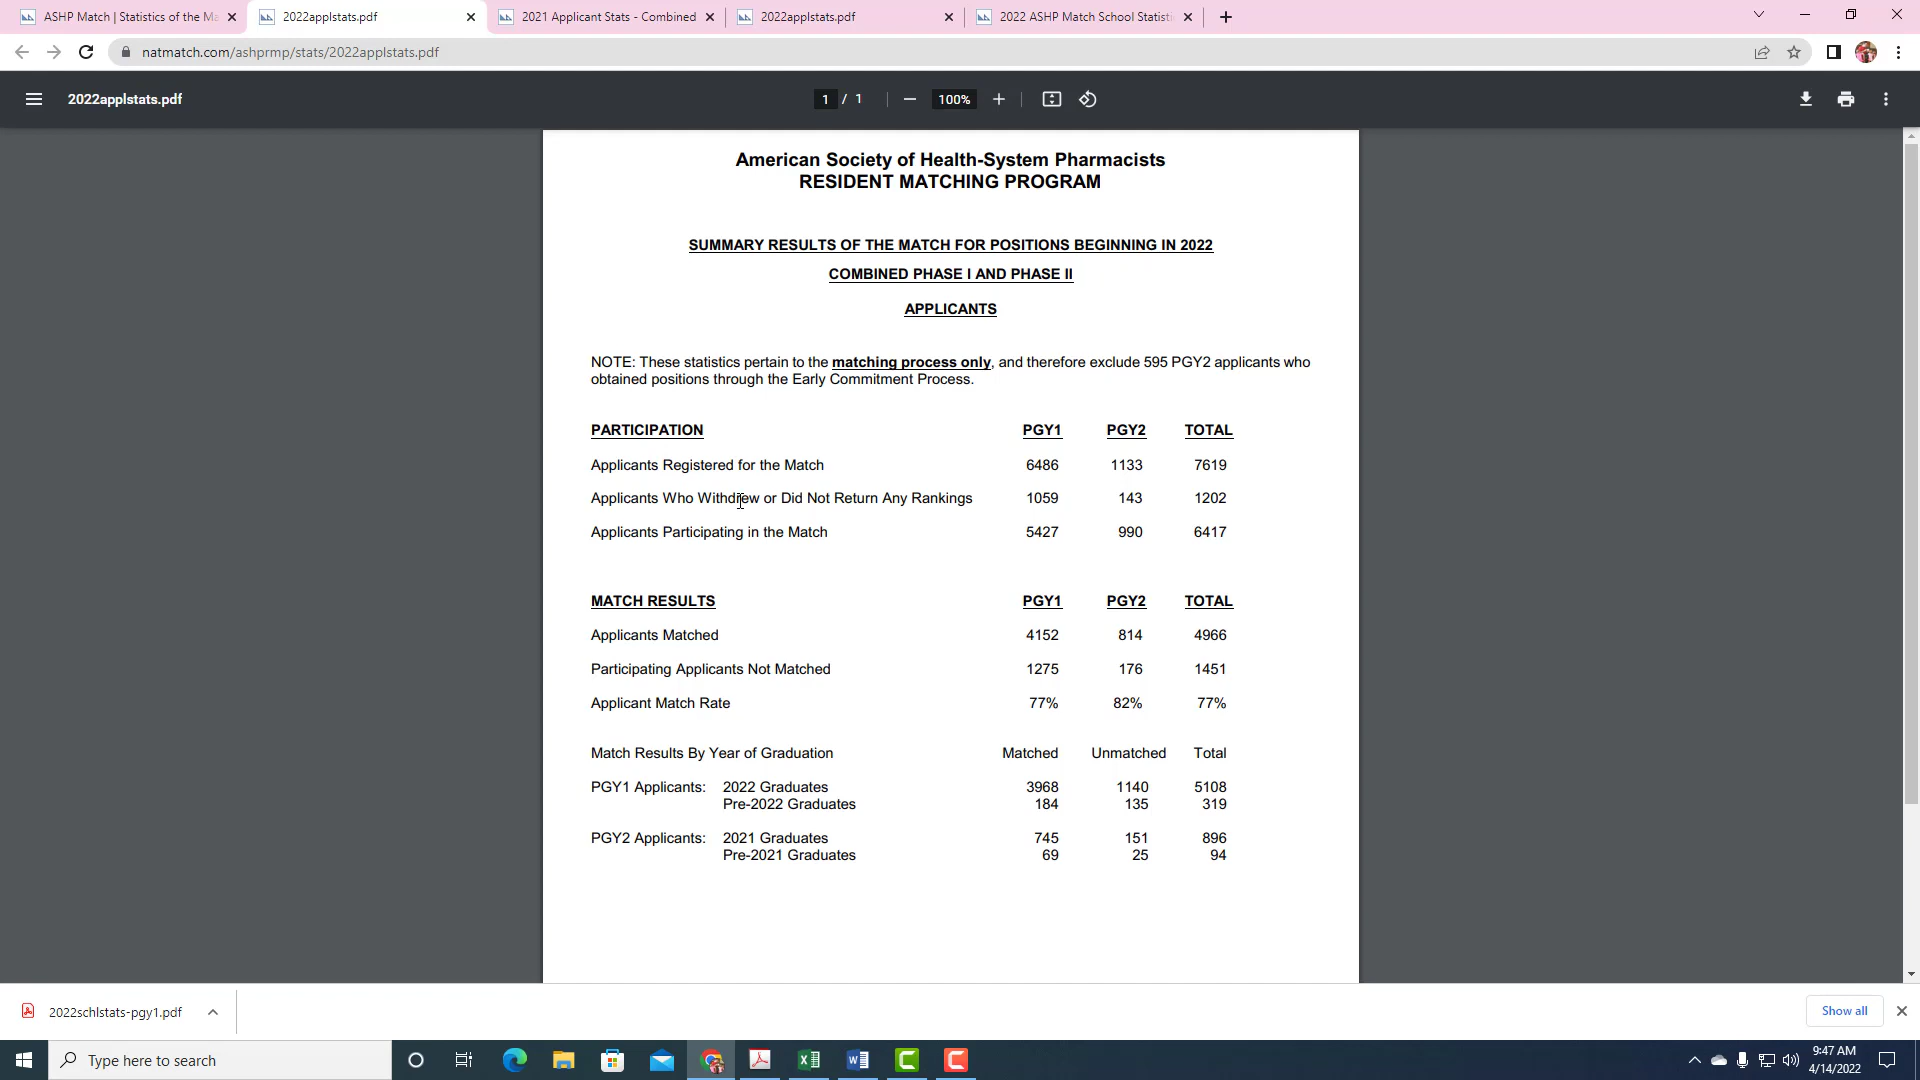 ASHP Match | Statistics of the Ma
2022applstats.pdf
2021 Applicant Stats - Combined
2022applstats.pdf
2022 ASHP Match School Statisti
natmatch.com/ashprmp/stats/2022applstats.pdf
2022applstats.pdf
1 / 1
100%
American Society of Health-System Pharmacists
RESIDENT MATCHING PROGRAM
SUMMARY RESULTS OF THE MATCH FOR POSITIONS BEGINNING IN 2022
COMBINED PHASE I AND PHASE II
APPLICANTS
NOTE: These statistics pertain to the matching process only, and therefore exclude 595 PGY2 applicants who
obtained positions through the Early Commitment Process.
PARTICIPATION PGY1 PGY2 TOTAL
Applicants Registered for the Match 6486 1133 7619
Applicants Who Withdrew or Did Not Return Any Rankings 1059 143 1202
Applicants Participating in the Match 5427 990 6417
MATCH RESULTS PGY1 PGY2 TOTAL
Applicants Matched 4152 814 4966
Participating Applicants Not Matched 1275 176 1451
Applicant Match Rate 77% 82% 77%
Match Results By Year of Graduation Matched Unmatched Total
PGY1 Applicants: 2022 Graduates 3968 1140 5108
Pre-2022 Graduates 184 135 319
PGY2 Applicants: 2021 Graduates 745 151 896
Pre-2021 Graduates 69 25 94
2022schlstats-pgy1.pdf
Show all
Type here to search
9:47 AM
4/14/2022